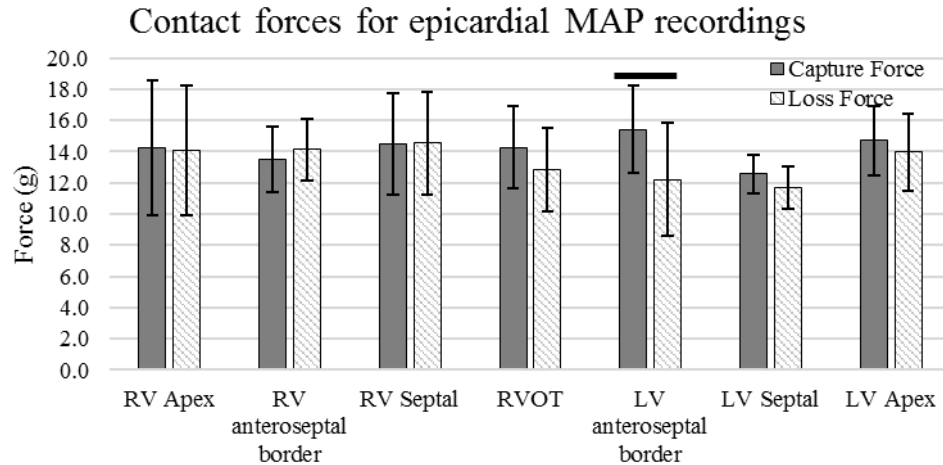 Contact forces for epicardial MAP recordings
20.0
18.0
16.0
14.0
12.0
10.0
8.0
6.0
4.0
2.0
0.0
Force (g)
Capture Force
Loss Force
RV Apex
RV
anteroseptal
border
RV Septal
RVOT
LV
anteroseptal
border
LV Septal
LV Apex